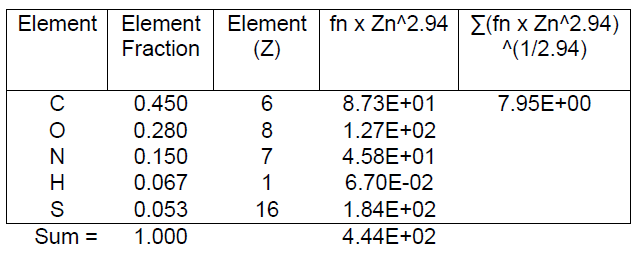 Element Element Element fn x Zn^2.94 ∑(fn x Zn^2.94)
Fraction (Z) ^(1/2.94)
C 0.450 6 8.73E+01 7.95E+00
O 0.280 8 1.27E+02
N 0.150 7 4.58E+01
H 0.067 1 6.70E-02
S 0.053 16 1.84E+02
Sum = 1.000 4.44E+02